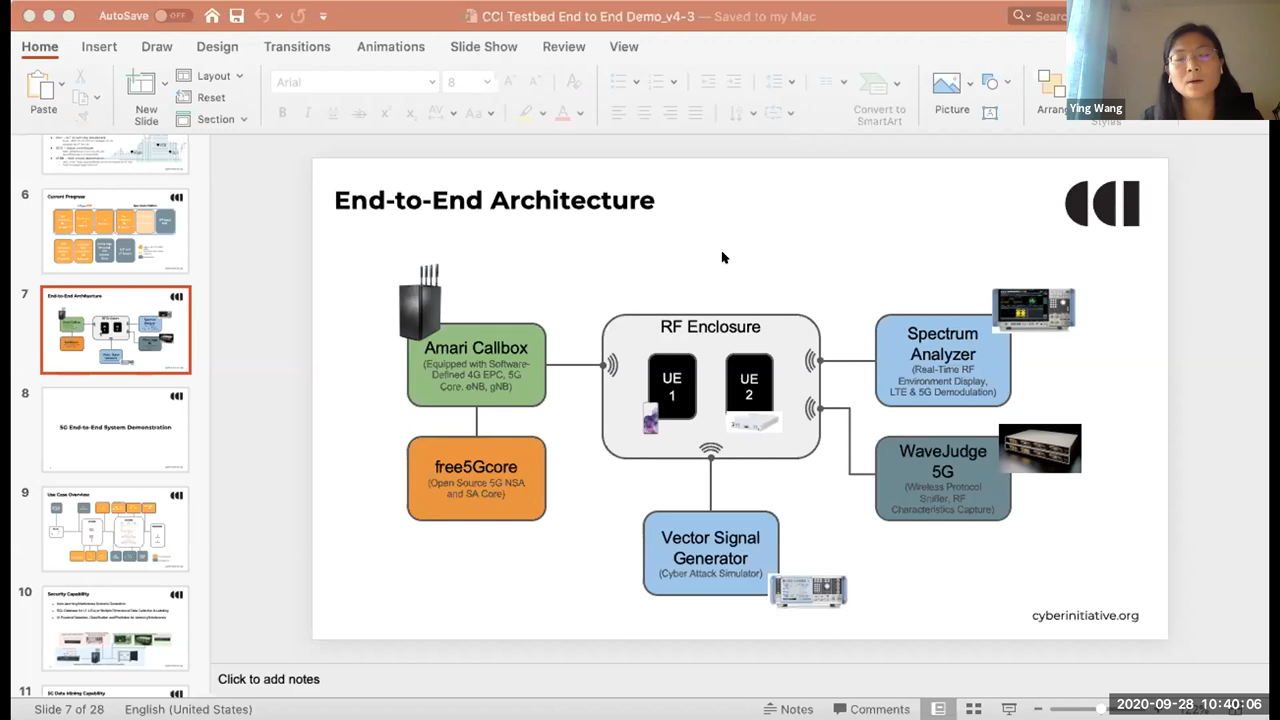 AutoSave OFF
CCI Testbed End to End Demo_v4-3 — Saved to my Mac
Sear
Home Insert Draw Design Transitions Animations Slide Show Review View
Paste
New
Slide
Layout
Reset
Section
Arial
8
Convert to
SmartArt
Picture
Arrang
Styles
Ying Wang
6
Current Progress
7
End-to-End Architecture
8
5G End-to-End System Demonstration
9
Use Case Overview
10
Security Capability
11
5G Data Mining Capability
End-to-End Architecture
CCI
Amari Callbox
(Equipped with Software-
Defined 4G EPC, 5G
Core, eNB, gNB)
free5Gcore
(Open Source 5G NSA
and SA Core)
RF Enclosure
UE
1
UE
2
Vector Signal
Generator
(Cyber Attack Simulator)
Spectrum
Analyzer
(Real-Time RF
Environment Display,
LTE & 5G Demodulation)
WaveJudge
5G
(Wireless Protocol
Sniffer, RF
Characteristics Capture)
cyberinitiative.org
Click to add notes
Slide 7 of 28 English (United States)
Notes Comments
2020-09-28 10:40:06